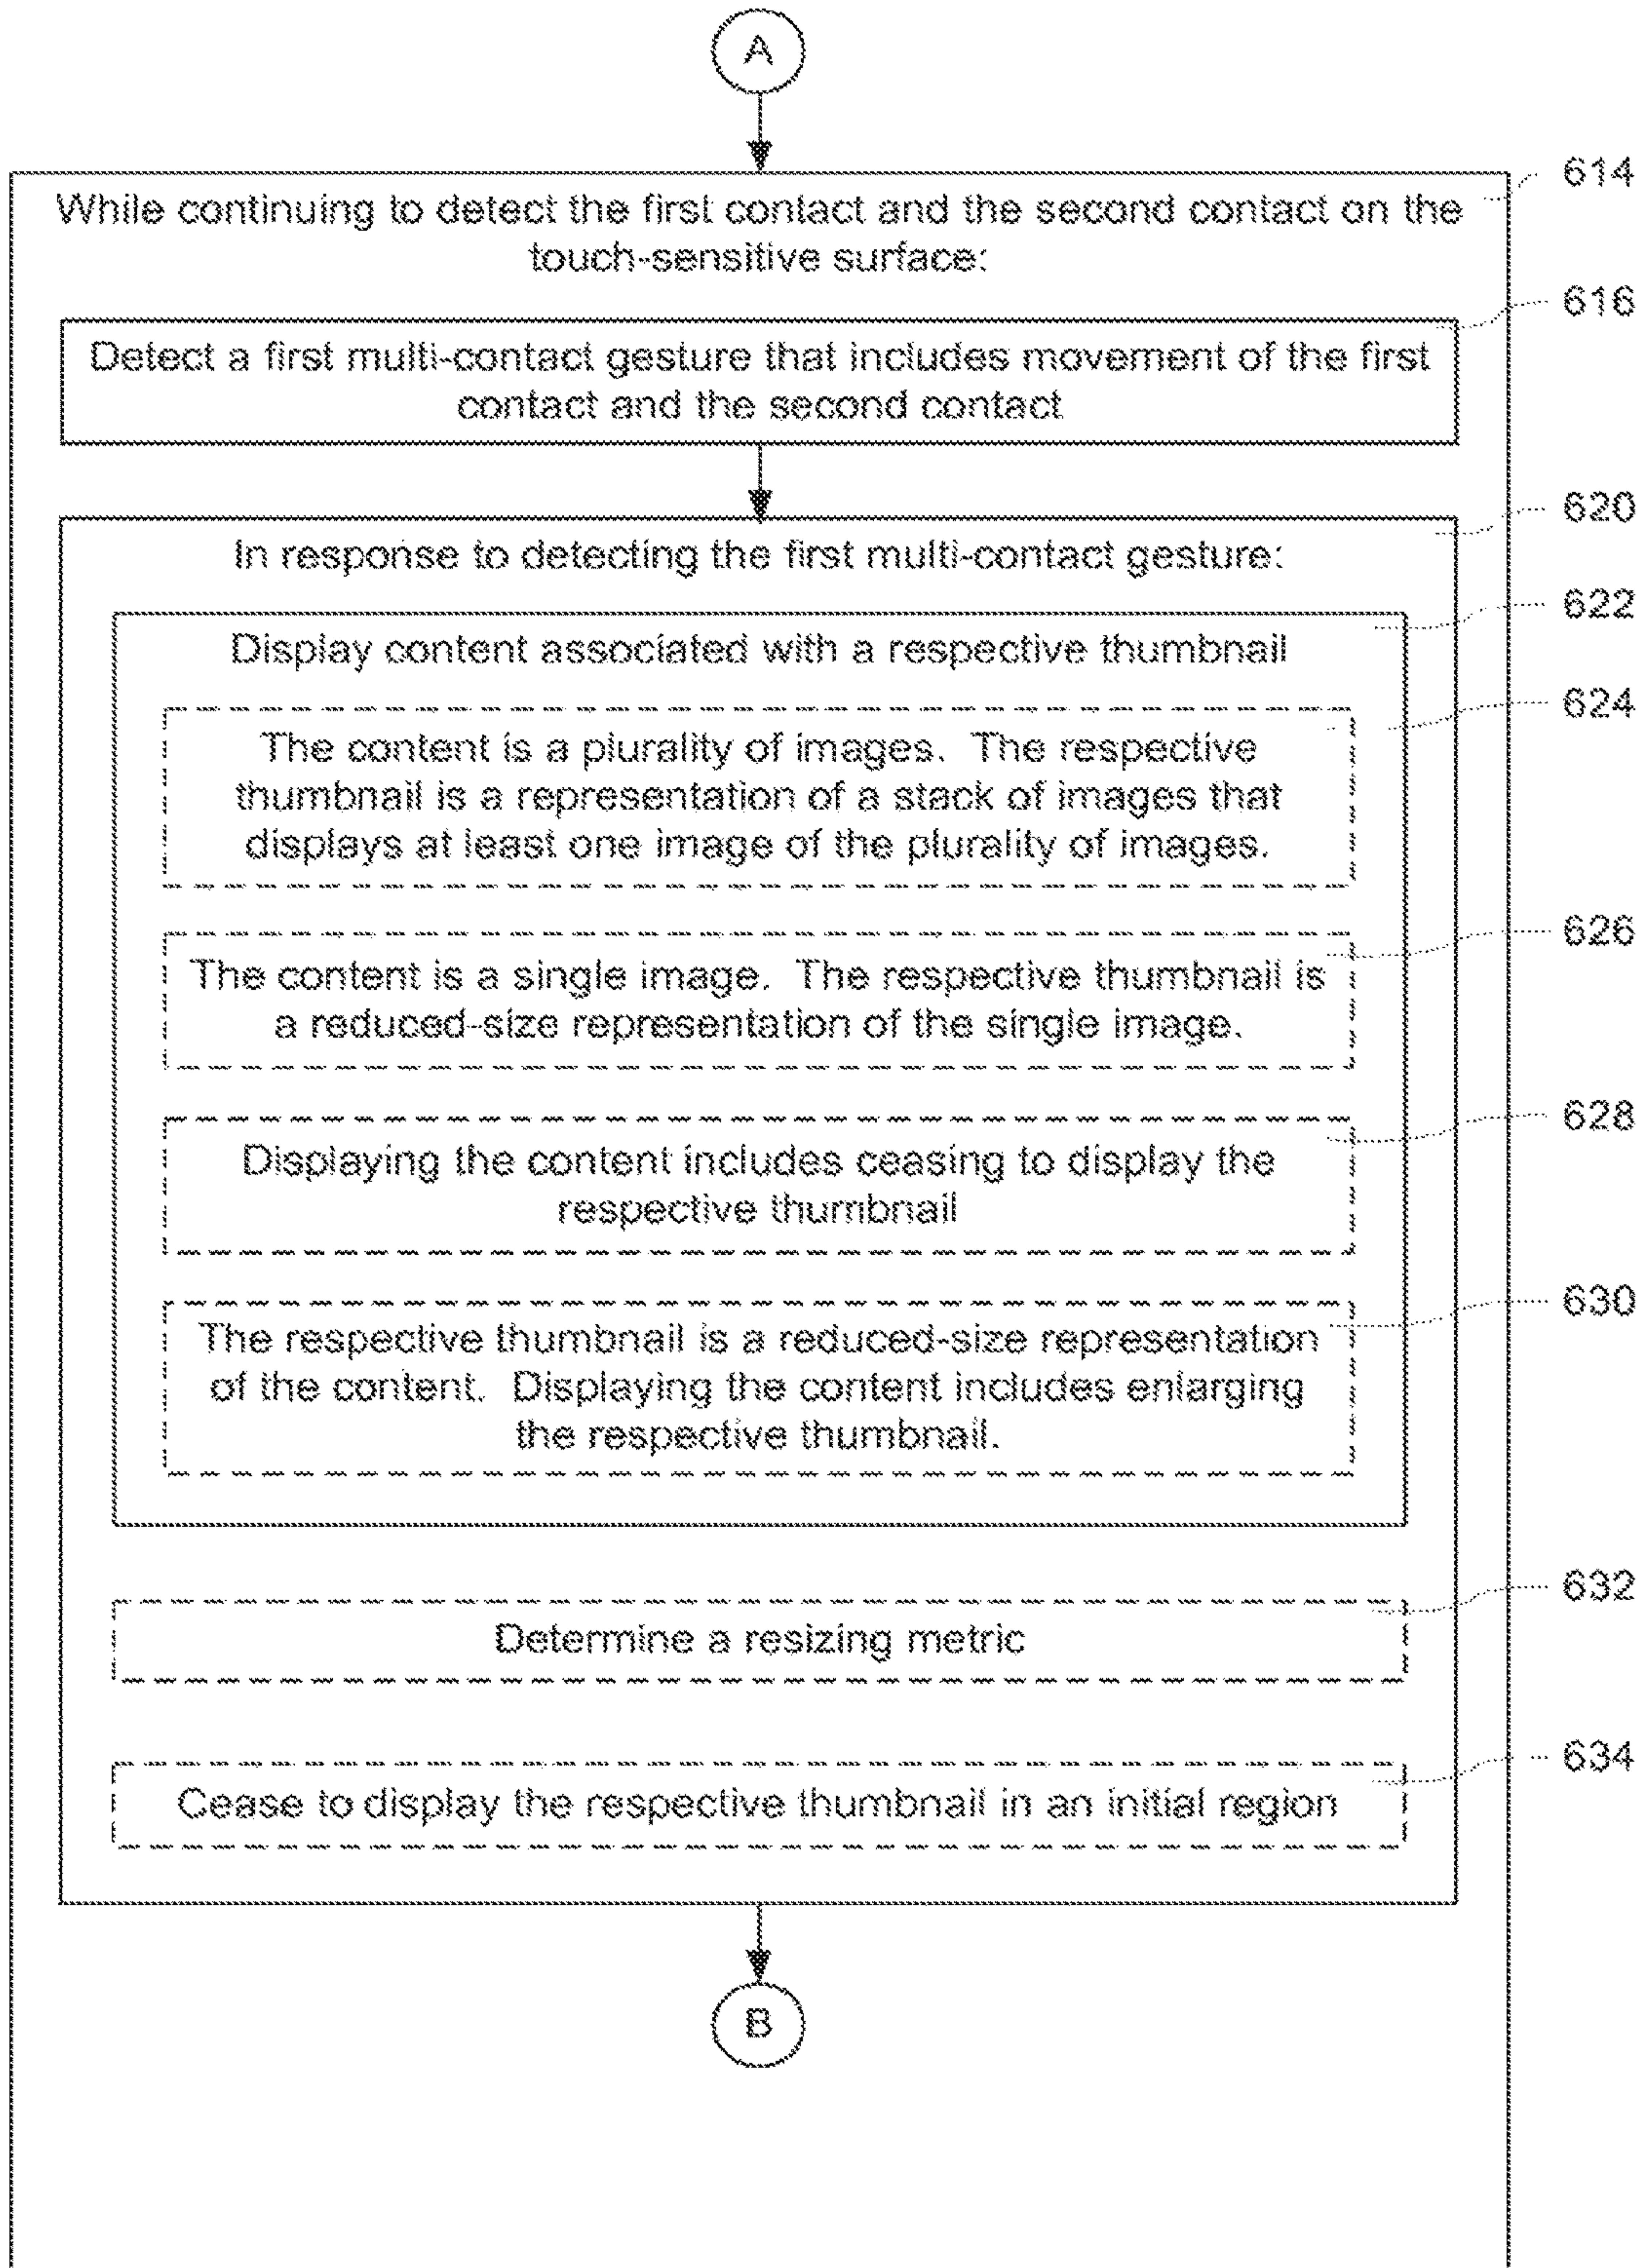 A
614
While continuing to detect the first contact and the second contact on the
touch-sensitive surface:
616
Detect a first multi-contact gesture that includes movement of the first
contact and the second contact
620
In response to detecting the first multi-contact gesture:
622
Display content associated with a respective thumbnail
624
The content is a plurality of images. The respective
thumbnail is a representation of a stack of images that
displays at least one image of the plurality of images.
626
The content is a single image. The respective thumbnail is
a reduced-size representation of the single image.
628
Displaying the content includes ceasing to display the
respective thumbnail
630
The respective thumbnail is a reduced-size representation
of the content. Displaying the content includes enlarging
the respective thumbnail.
632
Determine a resizing metric
634
Cease to display the respective thumbnail in an initial region
B